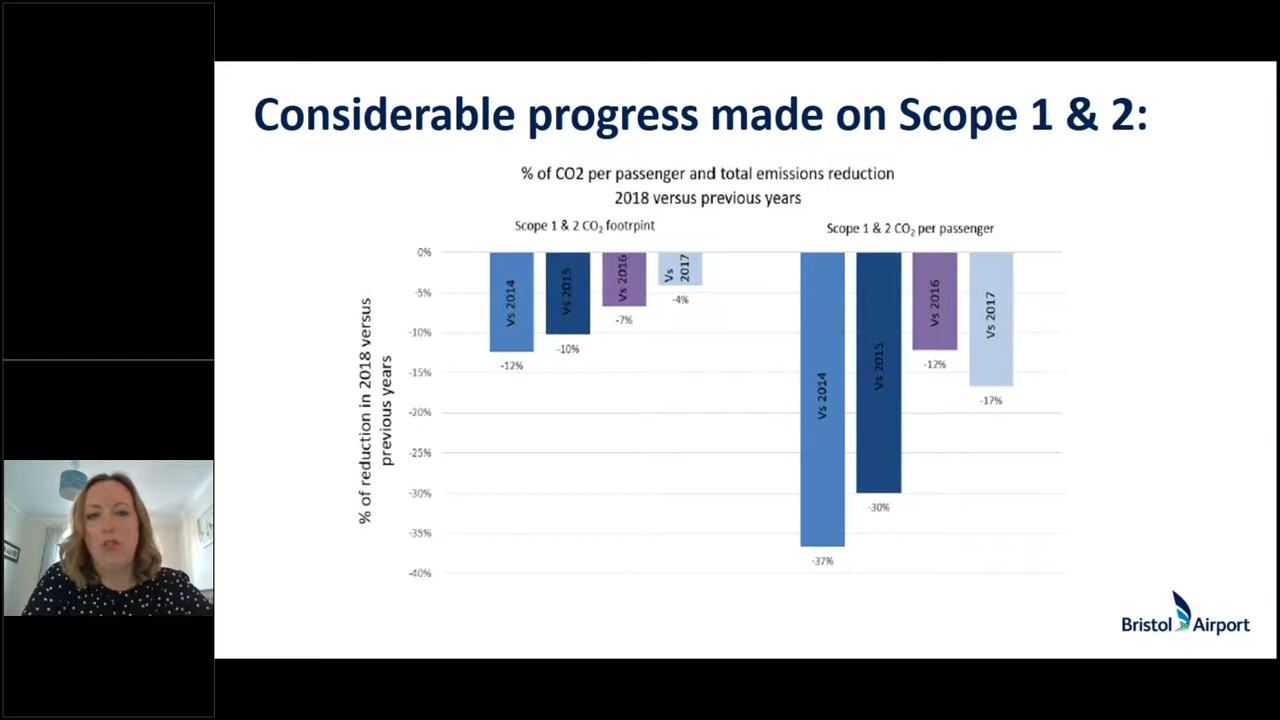 Considerable progress made on Scope 1 & 2:
% of CO2 per passenger and total emissions reduction
2018 versus previous years
Scope 1 & 2 CO₂ footrpint
Scope 1 & 2 CO₂ per passenger
% of reduction in 2018 versus
previous years
0%
-5%
-10%
-15%
-20%
-25%
-30%
-35%
-40%
Vs 2014
Vs 2015
Vs 2016
Vs
2017
-12%
-10%
-7%
-4%
Vs 2014
Vs 2015
Vs 2016
Vs 2017
-37%
-30%
-12%
-17%
Bristol Airport